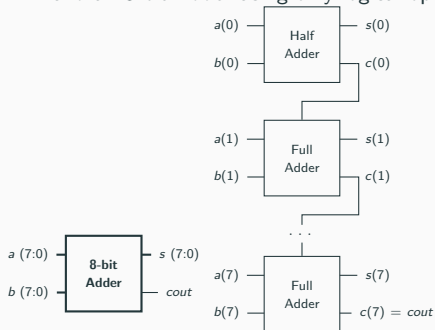 a(0) Half Adder s(0)
b(0) c(0)
a(1) Full Adder s(1)
b(1) c(1)
. . .
a (7:0) 8-bit Adder s (7:0)
b (7:0) cout
a(7) Full Adder s(7)
b(7) c(7) = cout